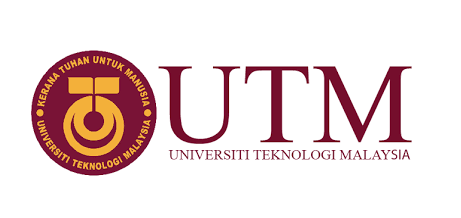 • KERANA TUHAN UNTUK MANUSIA •
UNIVERSITI TEKNOLOGI MALAYSIA
UTM
UNIVERSITI TEKNOLOGI MALAYSIA